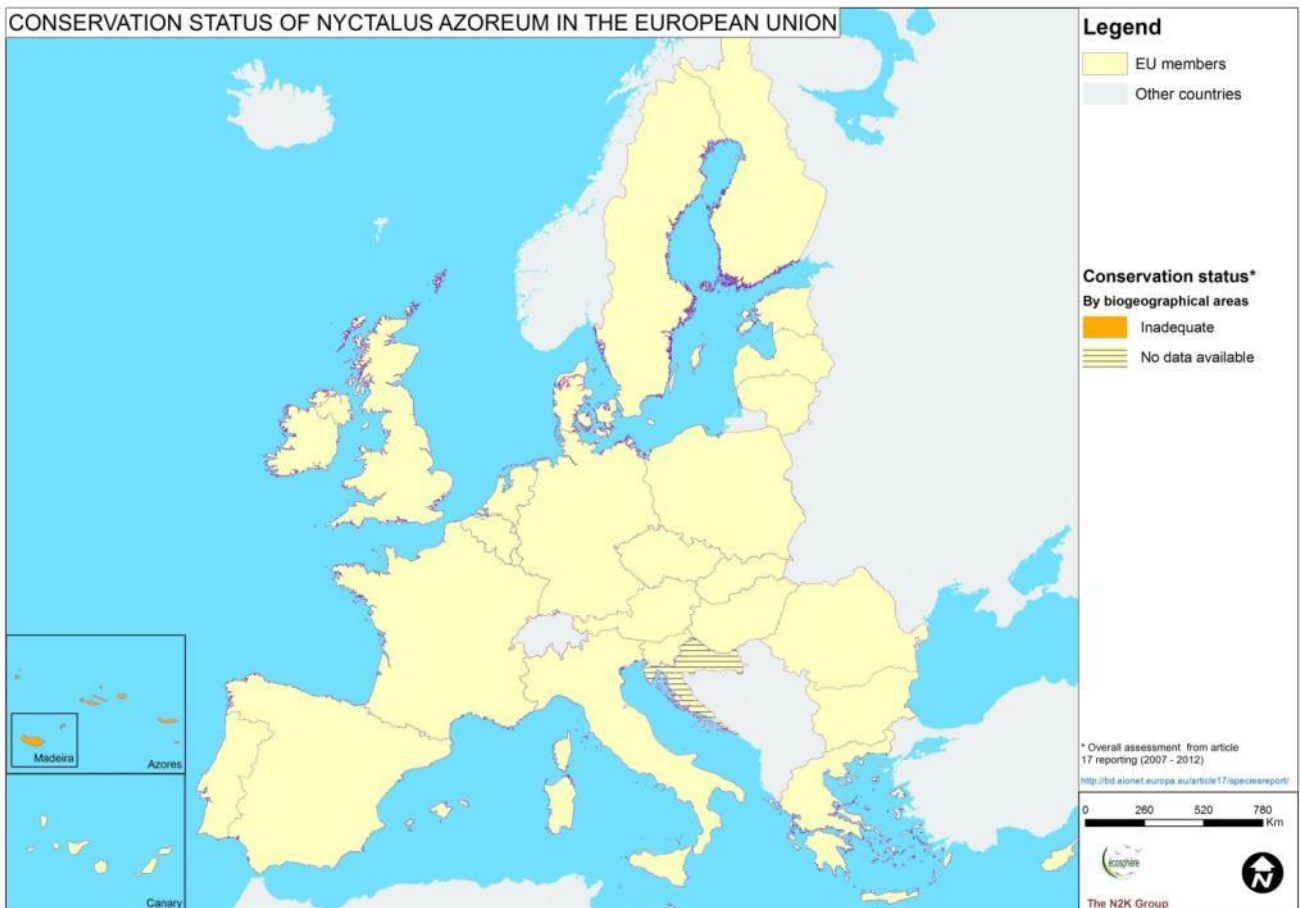 CONSERVATION STATUS OF NYCTALUS AZOREUM IN THE EUROPEAN UNION
Legend
EU members
Other countries
Conservation status*
By biogeographical areas
Inadequate
No data available
Madeira
Azores
Canary
* Overall assessment from article
17 reporting (2007 - 2012)
http://bd.eionet.europa.eu/article17/speciesreport/
0 260 520 780
Km
écosphère
N
The N2K Group